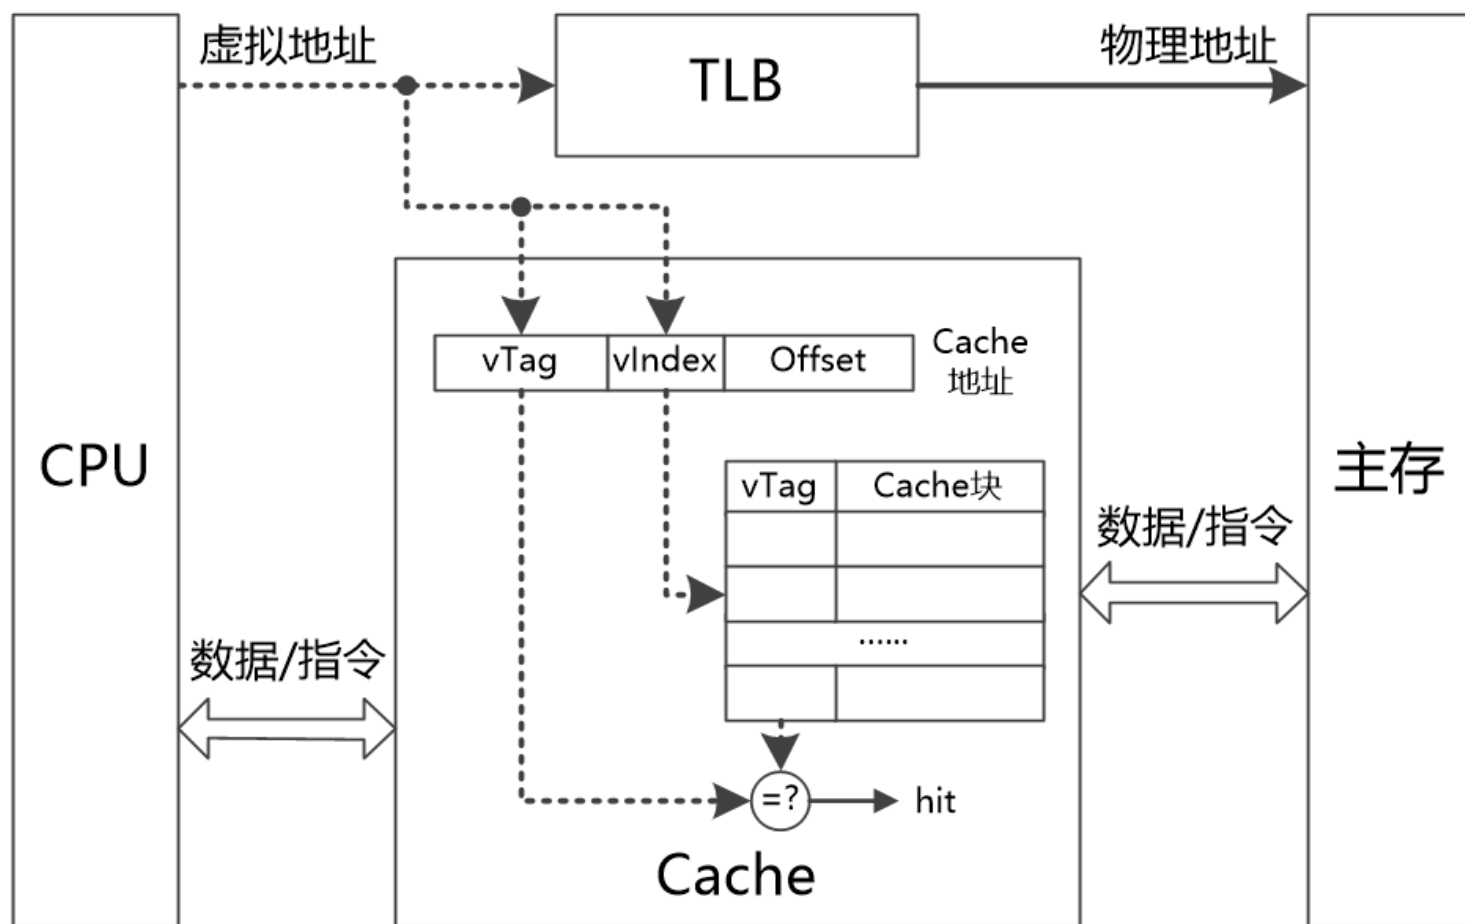 虚拟地址
TLB
物理地址
vTag
vIndex
Offset
Cache
地址
CPU
vTag
Cache块
主存
数据/指令
......
数据/指令
=?
hit
Cache